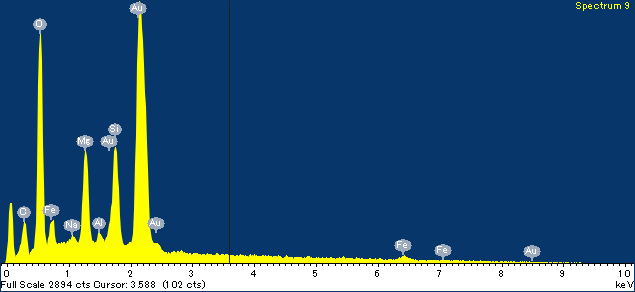 Spectrum 9
Au
O
Si
Mg
Au
C
Fe
Na
Al
Au
Fe
Fe
Au
0 1 2 3 4 5 6 7 8 9 10
Full Scale 2894 cts Cursor: 3.588 (102 cts)
keV